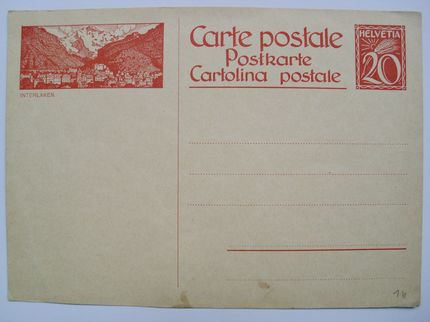 INTERLAKEN
Carte postale
Postkarte
Cartolina postale
HELVETIA
20